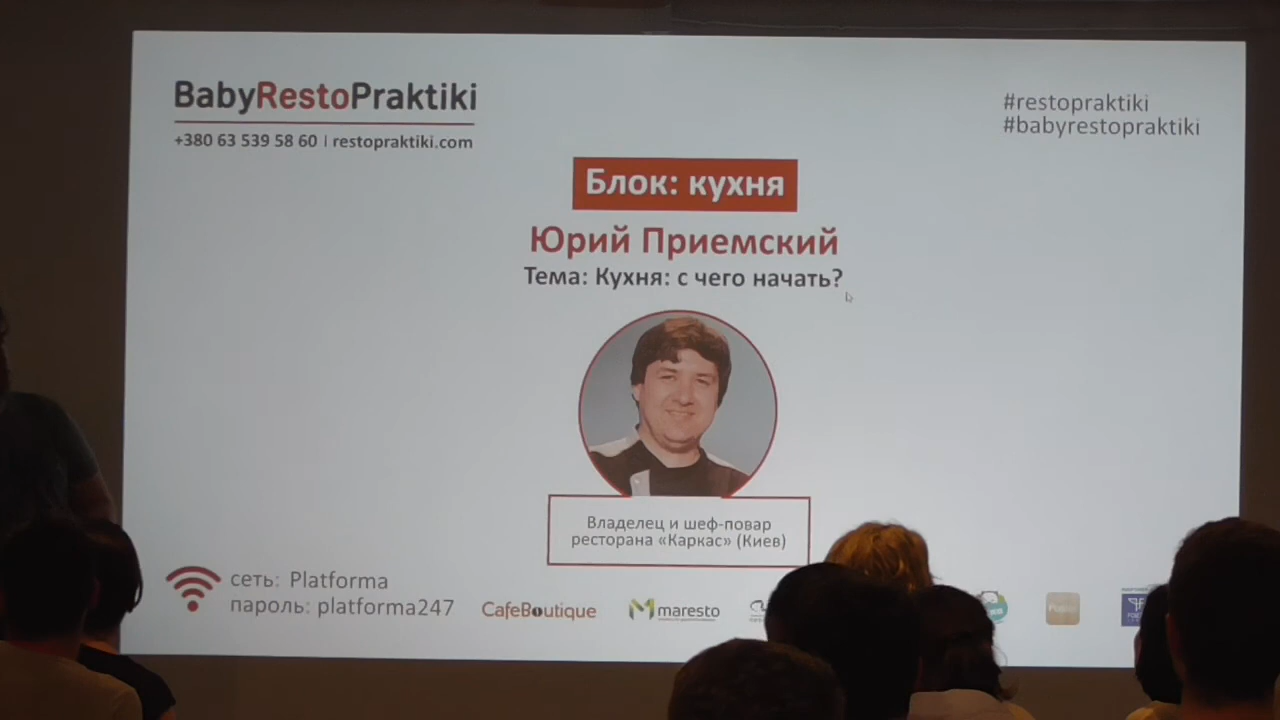 BabyRestoPraktiki
+380 63 539 58 60 | restopraktiki.com
#restopraktiki
#babyrestopraktiki
Блок: кухня
Юрий Приемский
Тема: Кухня: с чего начать?
Владелец и шеф-повар
ресторана «Каркас» (Киев)
сеть: Platforma
пароль: platforma247
CafeBoutique
maresto